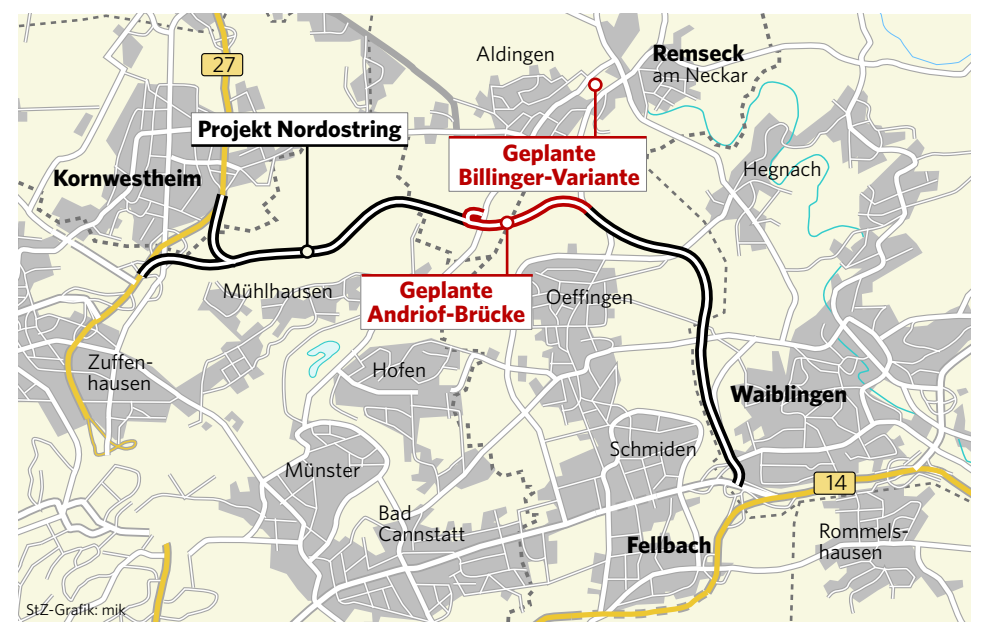 Aldingen
Remseck
am Neckar
27
Projekt Nordostring
Geplante
Billinger-Variante
Kornwestheim
Hegnach
Mühlhausen
Geplante
Andriof-Brücke
Oeffingen
Zuffen-
hausen
Hofen
Waiblingen
Schmiden
Münster
14
Bad
Cannstatt
Fellbach
Rommels-
hausen
StZ-Grafik: mik